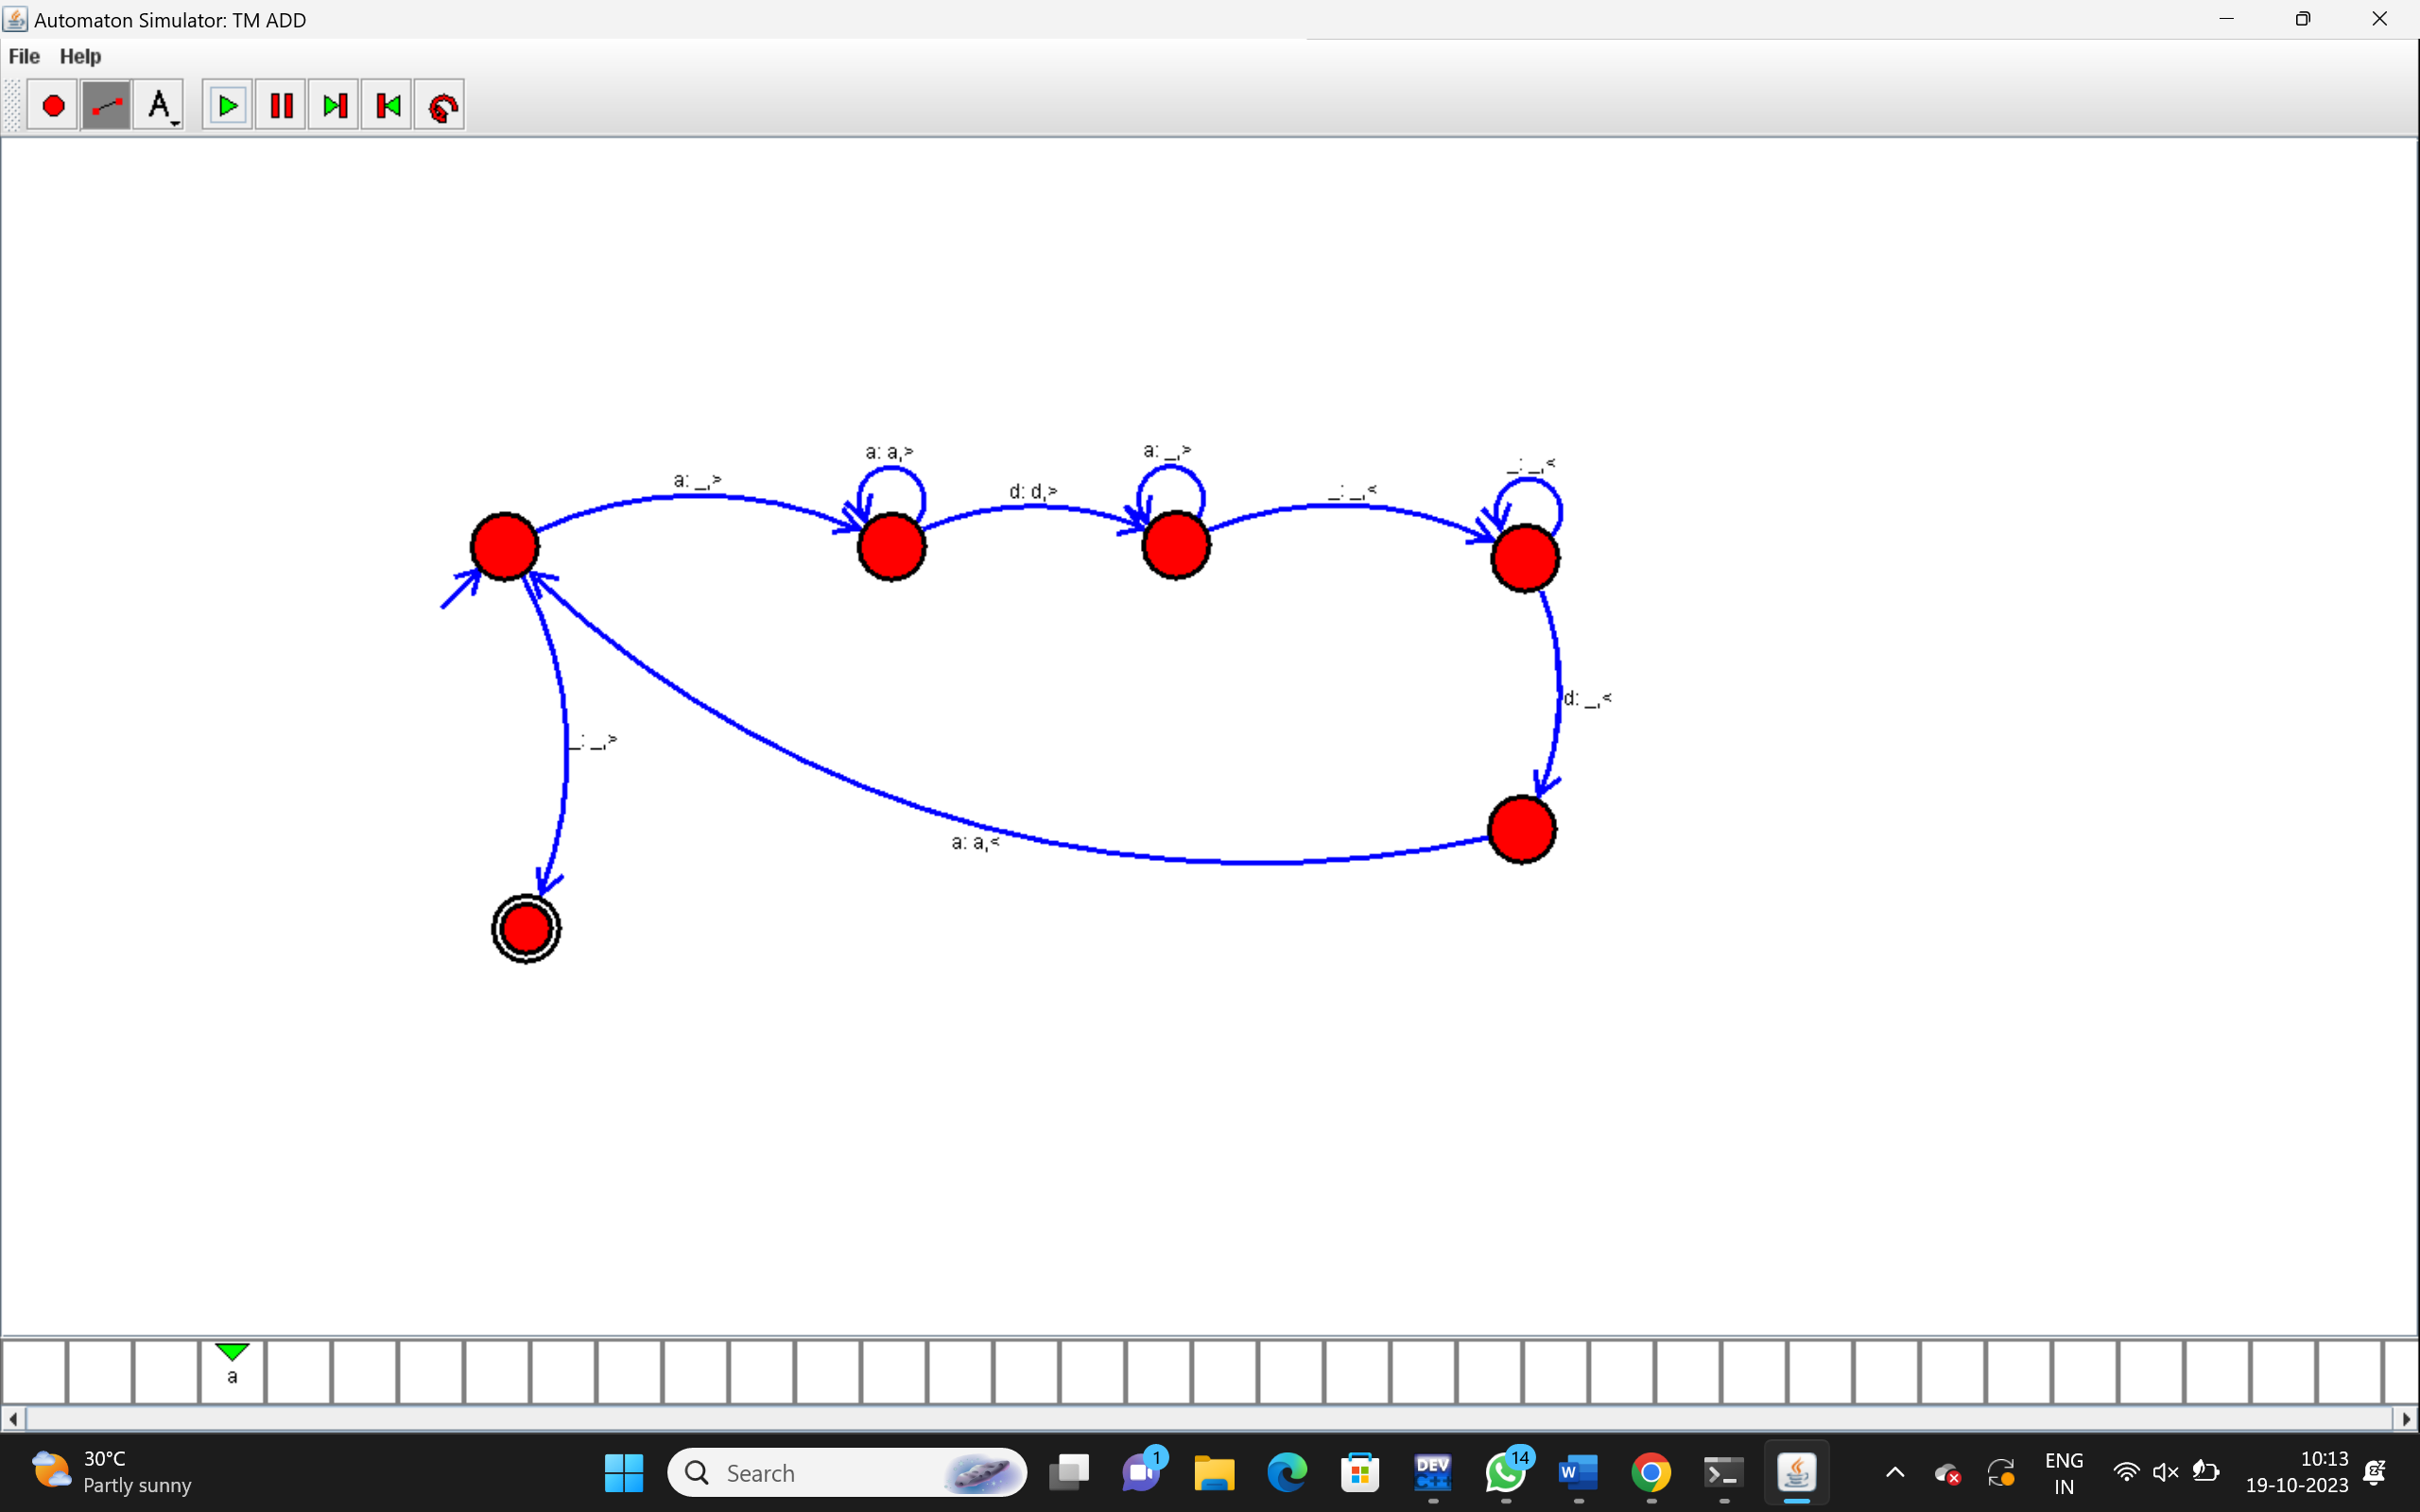 Automaton Simulator: TM ADD
File Help
A
a: a,>
a: _,>
_: _,<
a: _,>
d: d,>
_: _,<
d: _,<
_: _,>
a: a,<
a
30°C
Partly sunny
Search
1
DEV
C++
14
W
ENG
IN
10:13
19-10-2023